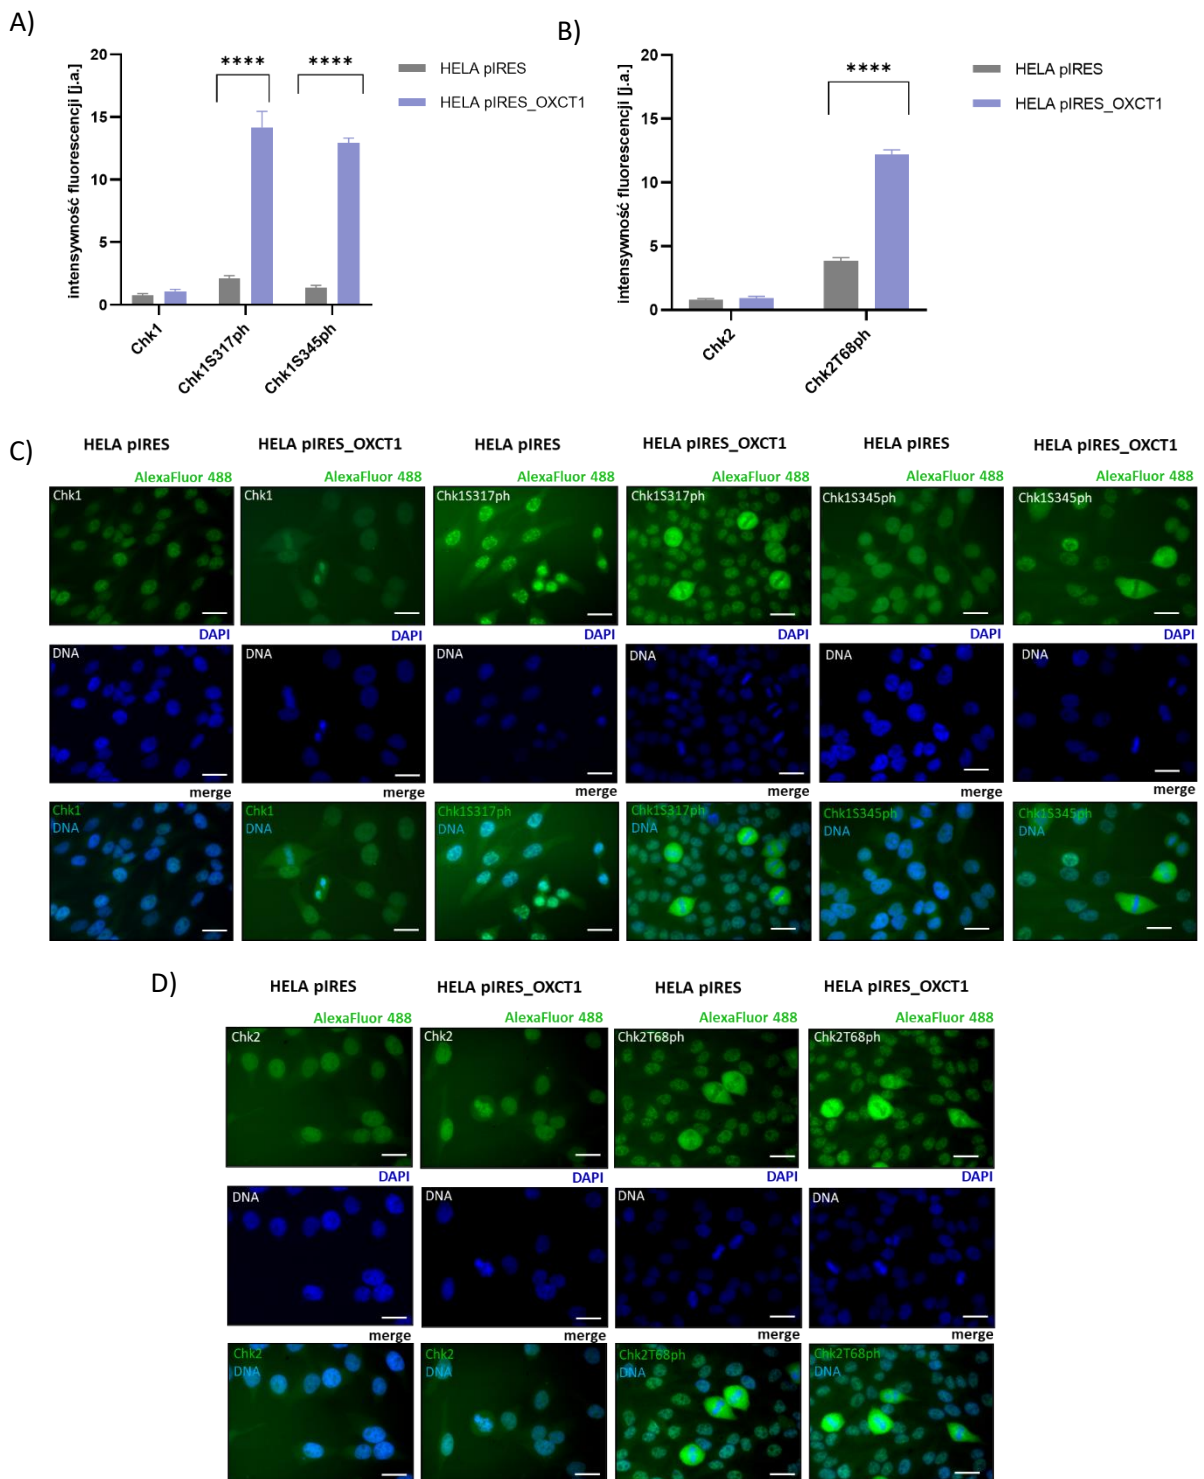 A)
20
15
10
5
0
intensywność fluorescencji [j.a.]
**** ****
Chk1
Chk1S317ph
Chk1S345ph
HELA pIRES
HELA pIRES_OXCT1
B)
20
15
10
5
0
intensywność fluorescencji [j.a.]
****
Chk2
Chk2T68ph
HELA pIRES
HELA pIRES_OXCT1
C)
HELA pIRES HELA pIRES_OXCT1 HELA pIRES HELA pIRES_OXCT1 HELA pIRES HELA pIRES_OXCT1
AlexaFluor 488 AlexaFluor 488 AlexaFluor 488 AlexaFluor 488 AlexaFluor 488 AlexaFluor 488
Chk1 Chk1 Chk1S317ph Chk1S317ph Chk1S345ph Chk1S345ph
DAPI DAPI DAPI DAPI DAPI DAPI
DNA DNA DNA DNA DNA DNA
merge merge merge merge merge merge
Chk1 Chk1 Chk1S317ph Chk1S317ph Chk1S345ph Chk1S345ph
DNA DNA DNA DNA DNA DNA
D)
HELA pIRES HELA pIRES_OXCT1 HELA pIRES HELA pIRES_OXCT1
AlexaFluor 488 AlexaFluor 488 AlexaFluor 488 AlexaFluor 488
Chk2 Chk2 Chk2T68ph Chk2T68ph
DAPI DAPI DAPI DAPI
DNA DNA DNA DNA
merge merge merge merge
Chk2 Chk2 Chk2T68ph Chk2T68ph
DNA DNA DNA DNA